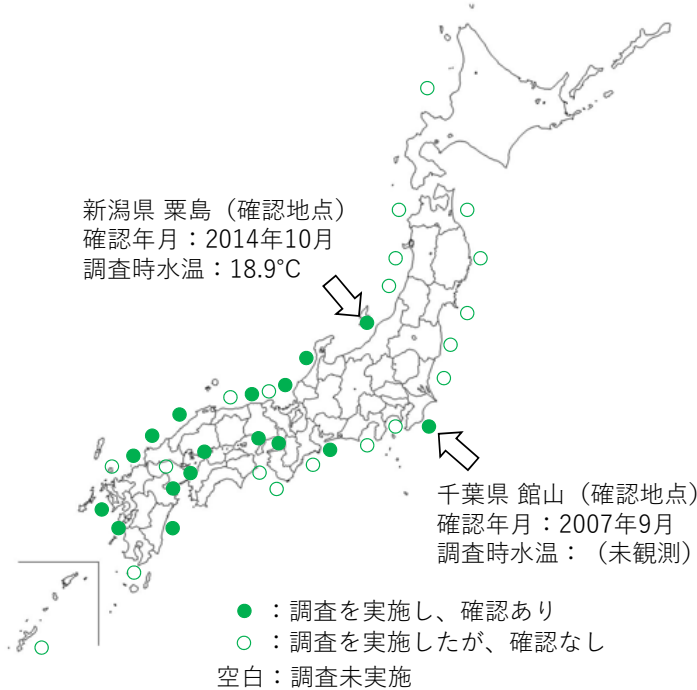 新潟県 粟島（確認地点）
確認年月：2014年10月
調査時水温：18.9°C
千葉県 館山（確認地点）
確認年月：2007年9月
調査時水温：（未観測）
●：調査を実施し、確認あり
○：調査を実施したが、確認なし
空白：調査未実施